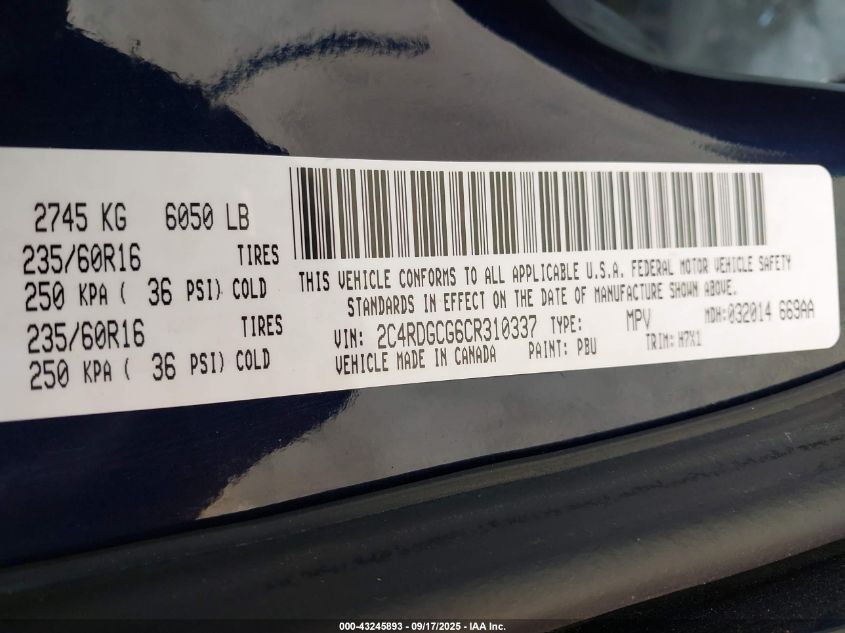 2745 KG 6050 LB
235/60R16 TIRES
250 KPA ( 36 PSI) COLD
235/60R16 TIRES
250 KPA ( 36 PSI) COLD
THIS VEHICLE CONFORMS TO ALL APPLICABLE U.S.A. FEDERAL MOTOR VEHICLE SAFETY
STANDARDS IN EFFECT ON THE DATE OF MANUFACTURE SHOWN ABOVE.
VIN: 2C4RDGCG6CR310337 TYPE: MPV MDH:032014 669AA
VEHICLE MADE IN CANADA PAINT: PBU TRIM: H7X1
000-43245893 - 09/17/2025 - IAA Inc.